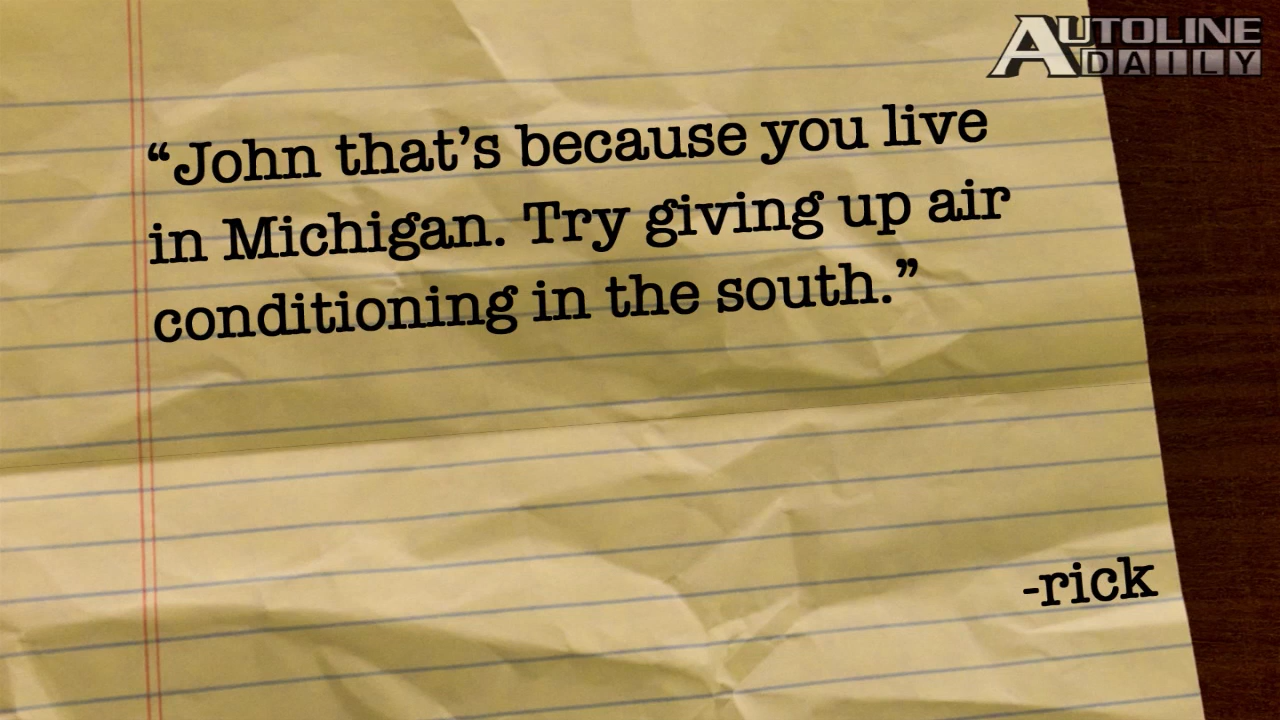 AUTOLINE
DAILY
“John that’s because you live
in Michigan. Try giving up air
conditioning in the south.”
-rick